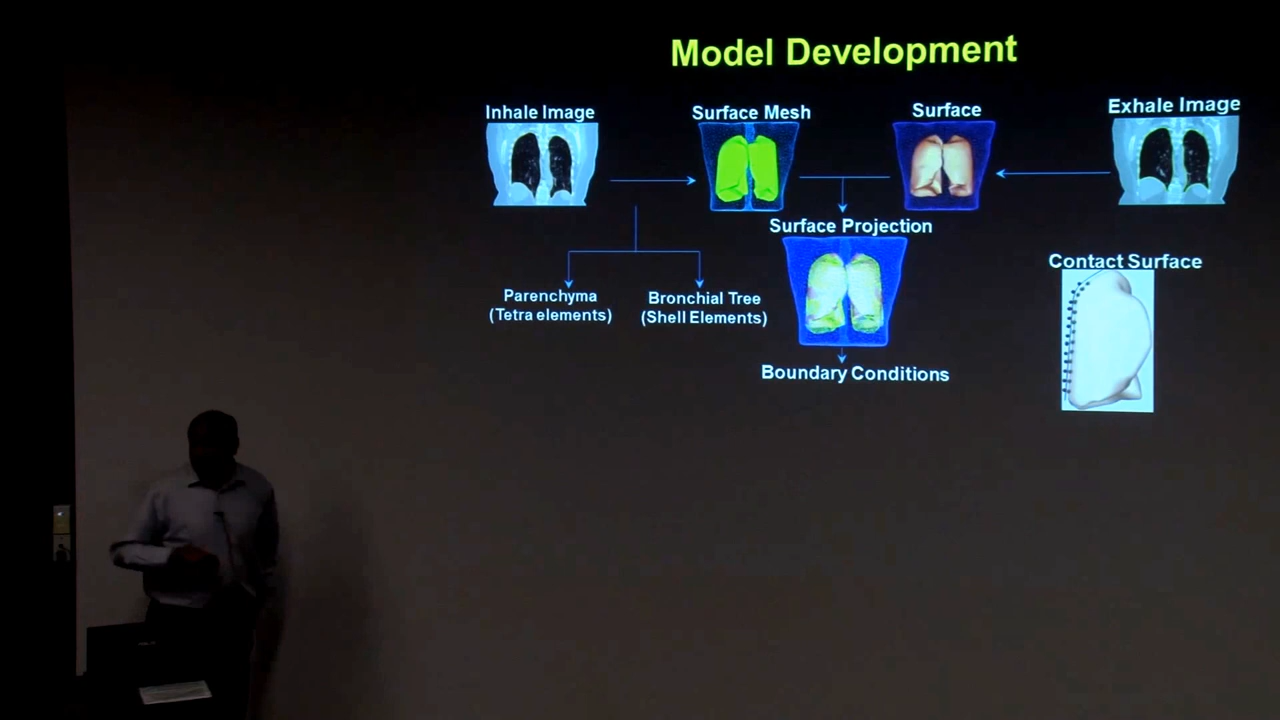 Model Development
Inhale Image
Surface Mesh
Surface
Exhale Image
Surface Projection
Contact Surface
Parenchyma
(Tetra elements)
Bronchial Tree
(Shell Elements)
Boundary Conditions